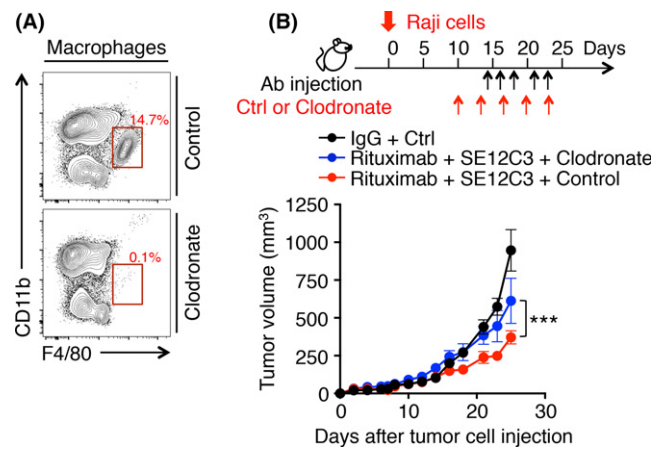 (A)
Macrophages
14.7%
Control
0.1%
Clodronate
CD11b
F4/80
(B)
Raji cells
0 5 10 15 20 25 Days
Ab injection
Ctrl or Clodronate
IgG + Ctrl
Rituximab + SE12C3 + Clodronate
Rituximab + SE12C3 + Control
Tumor volume (mm³)
1250
1000
750
500
250
0
***
0 10 20 30
Days after tumor cell injection